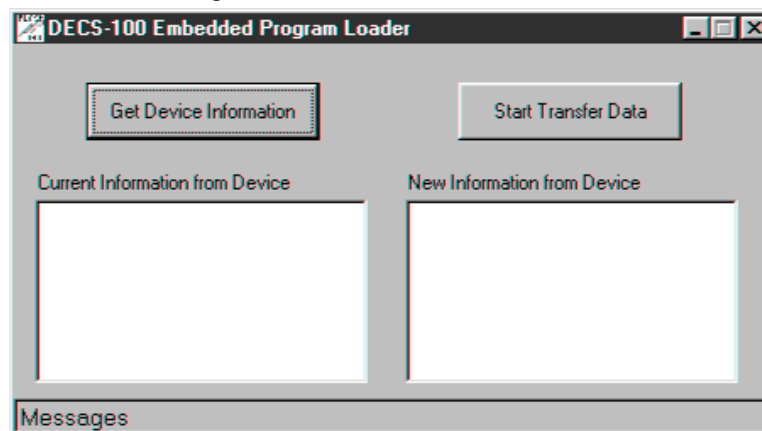 DECS-100 Embedded Program Loader
Get Device Information
Start Transfer Data
Current Information from Device
New Information from Device
Messages